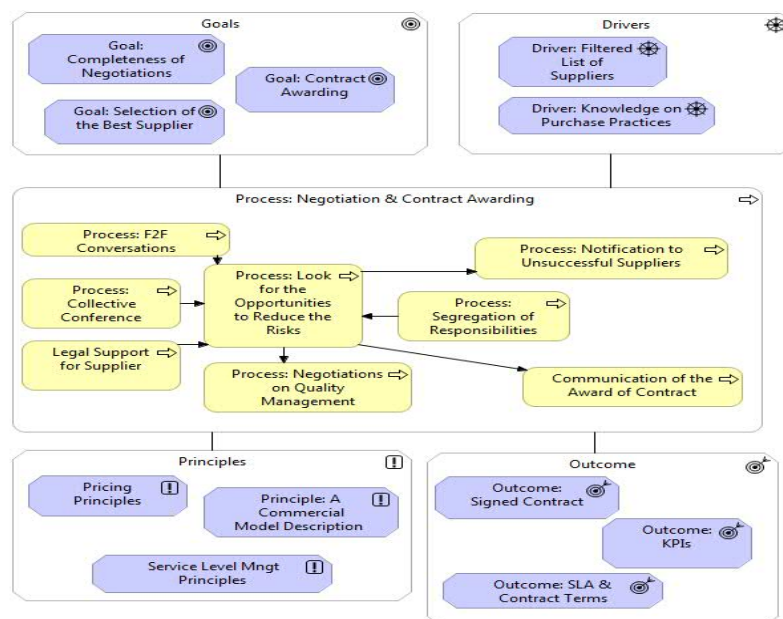 Goals
Goal:
Completeness of
Negotiations
Goal: Contract
Awarding
Goal: Selection of
the Best Supplier
Drivers
Driver: Filtered
List of
Suppliers
Driver: Knowledge on
Purchase Practices
Process: Negotiation & Contract Awarding
Process: F2F
Conversations
Process:
Collective
Conference
Legal Support
for Supplier
Process: Look
for the
Opportunities
to Reduce the
Risks
Process: Notification to
Unsuccessful Suppliers
Process:
Segregation of
Responsibilities
Process: Negotiations
on Quality
Management
Communication of the
Award of Contract
Principles
Pricing
Principles
Principle: A
Commercial
Model Description
Service Level Mngt
Principles
Outcome
Outcome:
Signed Contract
Outcome:
KPIs
Outcome: SLA &
Contract Terms